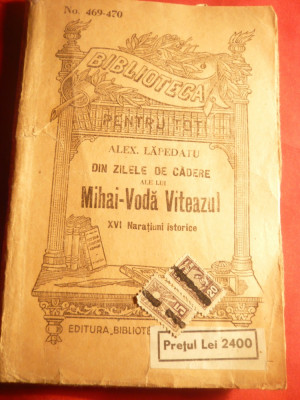 No. 469-470
BIBLIOTECA
PENTRU TOȚI
ALEX. LĂPEDATU
DIN ZILELE DE CĂDERE
ALE LUI
Mihai-Vodă Viteazul
XVI Narațiuni istorice
EDITURA „BIBLIOTE
Prețul Lei 2400